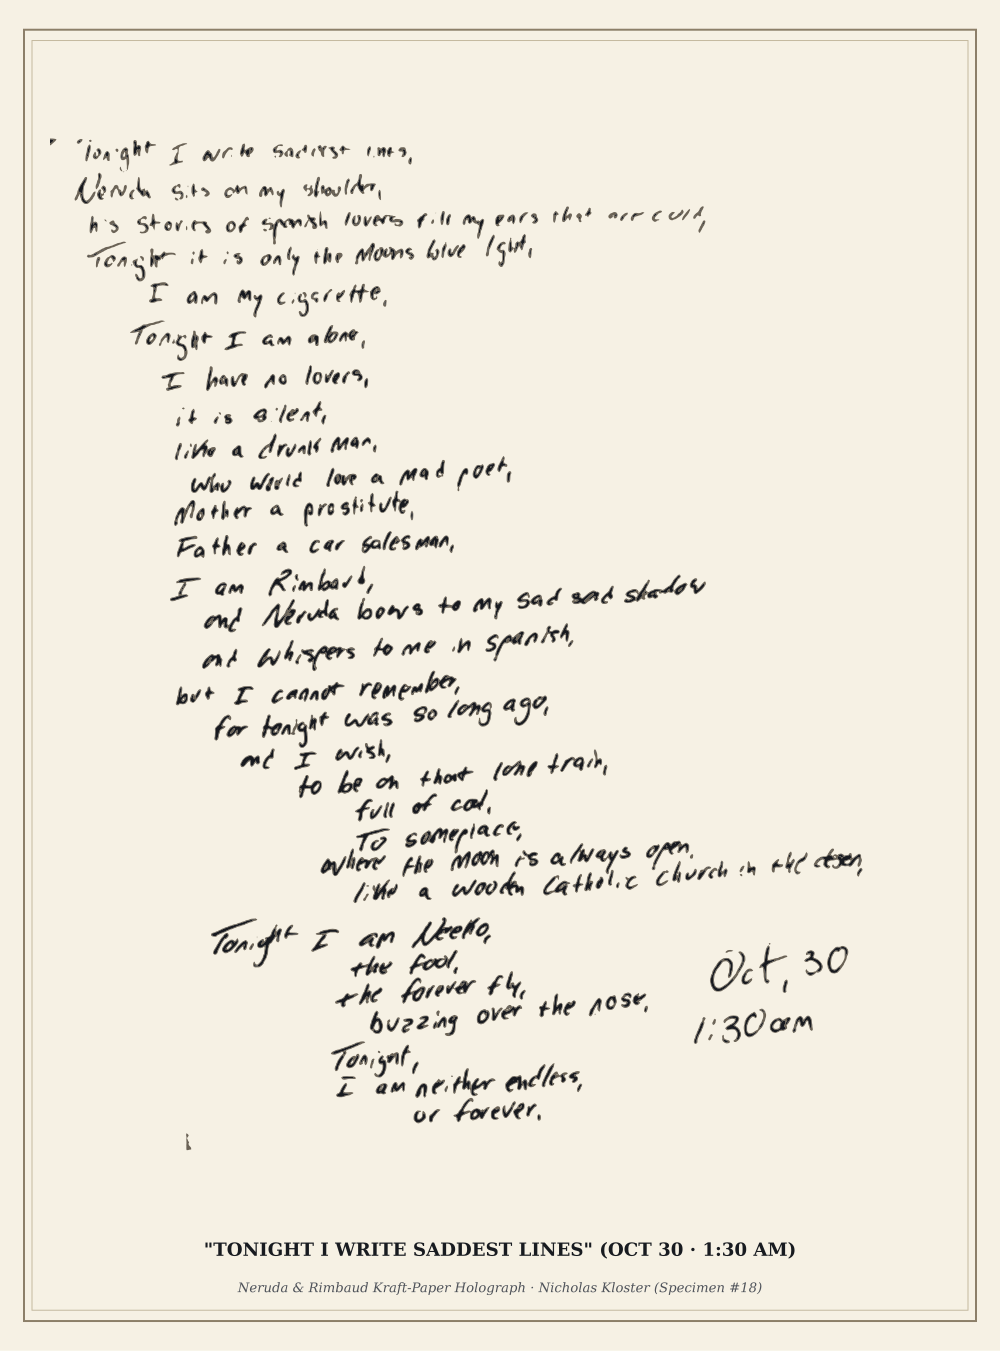 Tonight I write saddest lines,
Neruda sits on my shoulder,
his stories of spanish lovers fill my ears that are cold,
Tonight it is only the Moons blue light,
I am my cigarette,
Tonight I am alone,
I have no lovers,
it is silent,
like a drunk man,
who would love a mad poet,
Mother a prostitute,
Father a car salesman,
I am Rimbaud,
and Neruda bows to my sad sad shadow
and whispers to me in spanish,
but I cannot remember,
for tonight was so long ago,
and I wish,
to be on that lone train,
full of coal,
To someplace,
where the moon is always open,
like a wooden Catholic church in the desert,
Tonight I am Neeko,
the fool,
the forever fly,
buzzing over the nose,
Oct, 30
1:30am
Tonight,
I am neither endless,
or forever.
"TONIGHT I WRITE SADDEST LINES" (OCT 30 · 1:30 AM)
Neruda & Rimbaud Kraft-Paper Holograph · Nicholas Kloster (Specimen #18)